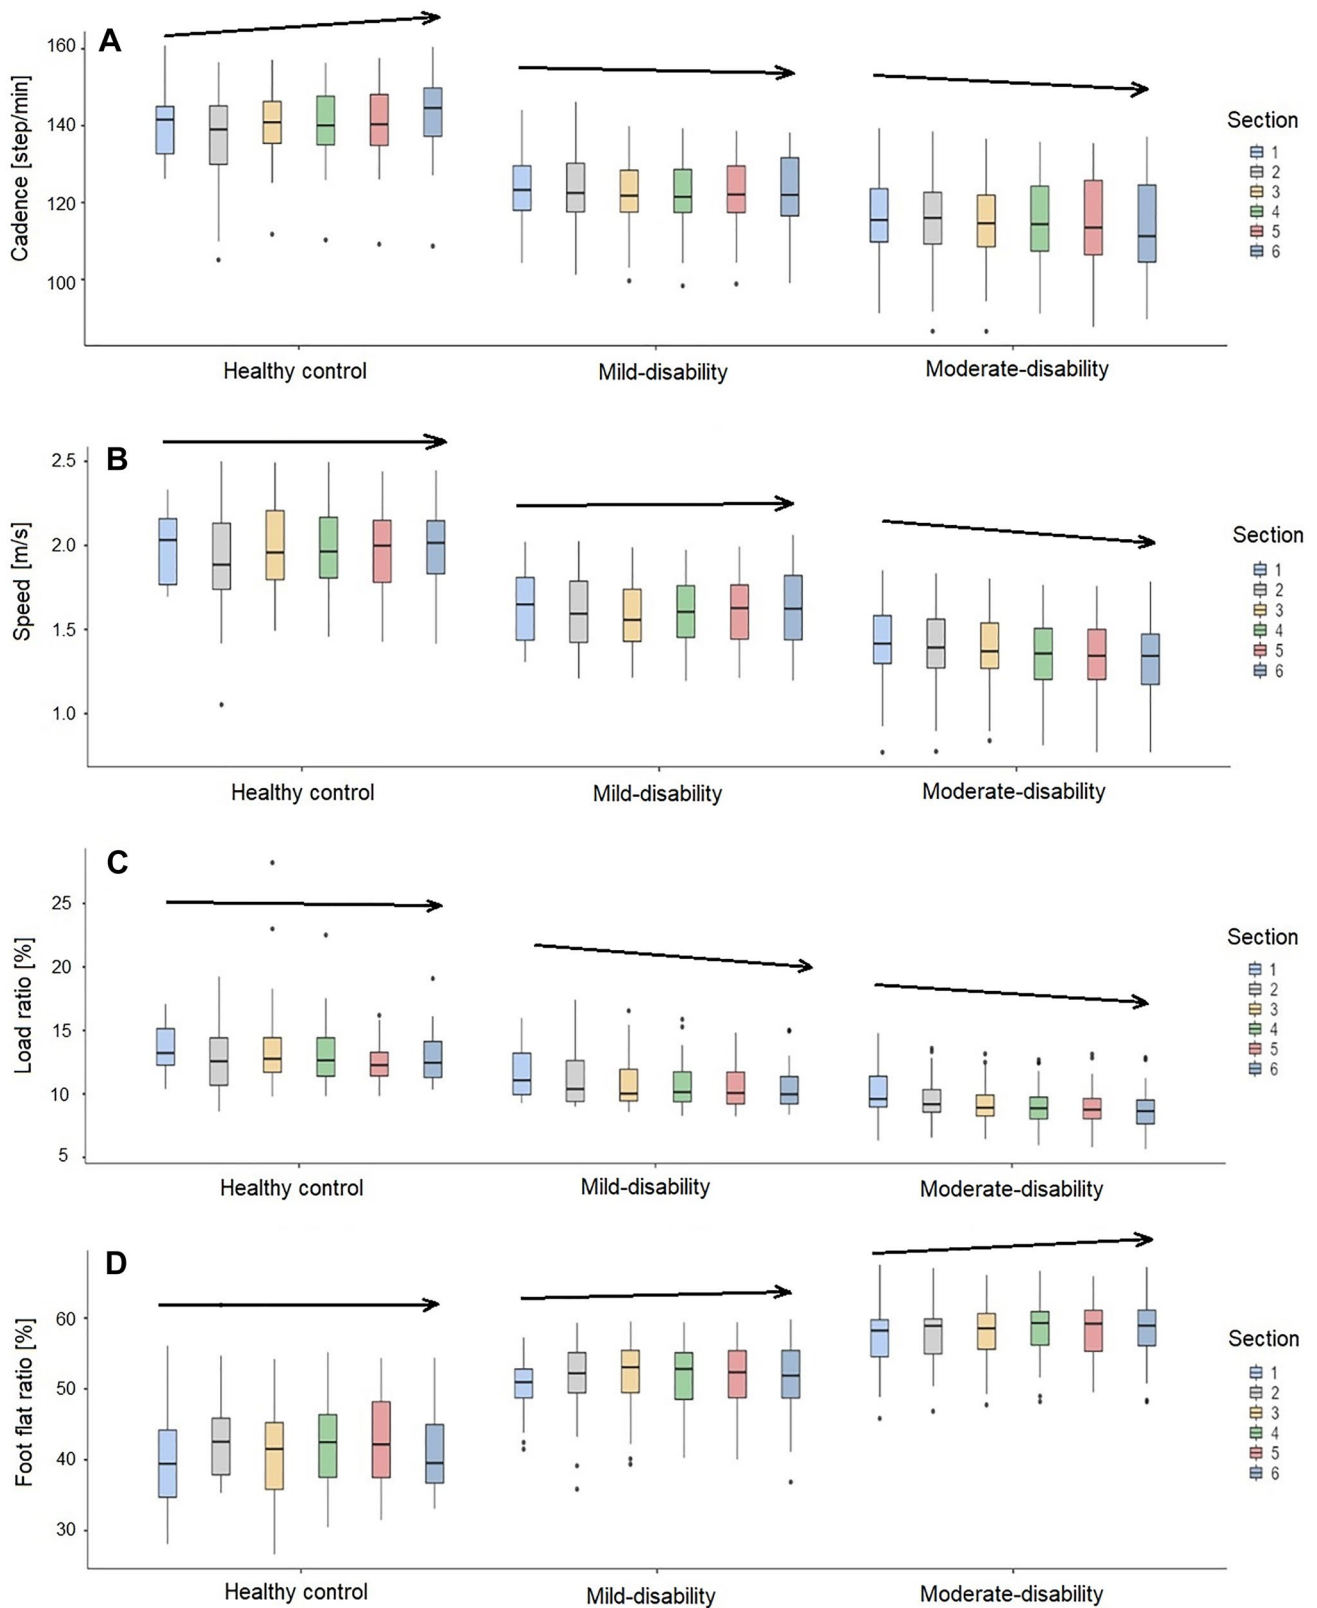 A
Cadence [step/min]
160
140
120
100
Healthy control
Mild-disability
Moderate-disability
Section
1
2
3
4
5
6
B
Speed [m/s]
2.5
2.0
1.5
1.0
Healthy control
Mild-disability
Moderate-disability
Section
1
2
3
4
5
6
C
Load ratio [%]
25
20
15
10
5
Healthy control
Mild-disability
Moderate-disability
Section
1
2
3
4
5
6
D
Foot flat ratio [%]
60
50
40
30
Healthy control
Mild-disability
Moderate-disability
Section
1
2
3
4
5
6